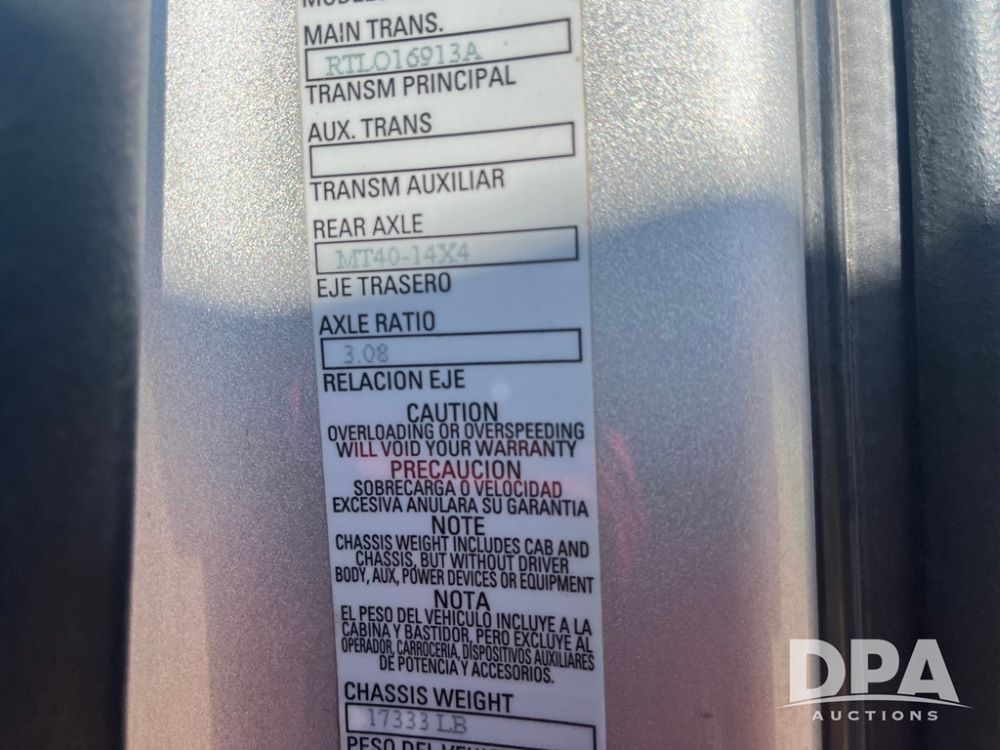 MAIN TRANS.
RTLO16913A
TRANSM PRINCIPAL
AUX. TRANS
TRANSM AUXILIAR
REAR AXLE
MT40-14X4
EJE TRASERO
AXLE RATIO
3.08
RELACION EJE
CAUTION
OVERLOADING OR OVERSPEEDING
WILL VOID YOUR WARRANTY
PRECAUCION
SOBRECARGA O VELOCIDAD
EXCESIVA ANULARA SU GARANTIA
NOTE
CHASSIS WEIGHT INCLUDES CAB AND
CHASSIS, BUT WITHOUT DRIVER
BODY, AUX, POWER DEVICES OR EQUIPMENT
NOTA
EL PESO DEL VEHICULO INCLUYE A LA
CABINA Y BASTIDOR, PERO EXCLUYE AL
OPERADOR, CARROCERIA, DISPOSITIVOS AUXILIARES
DE POTENCIA Y ACCESORIOS.
CHASSIS WEIGHT
17333 LB
PESO DEL
DPA
AUCTIONS